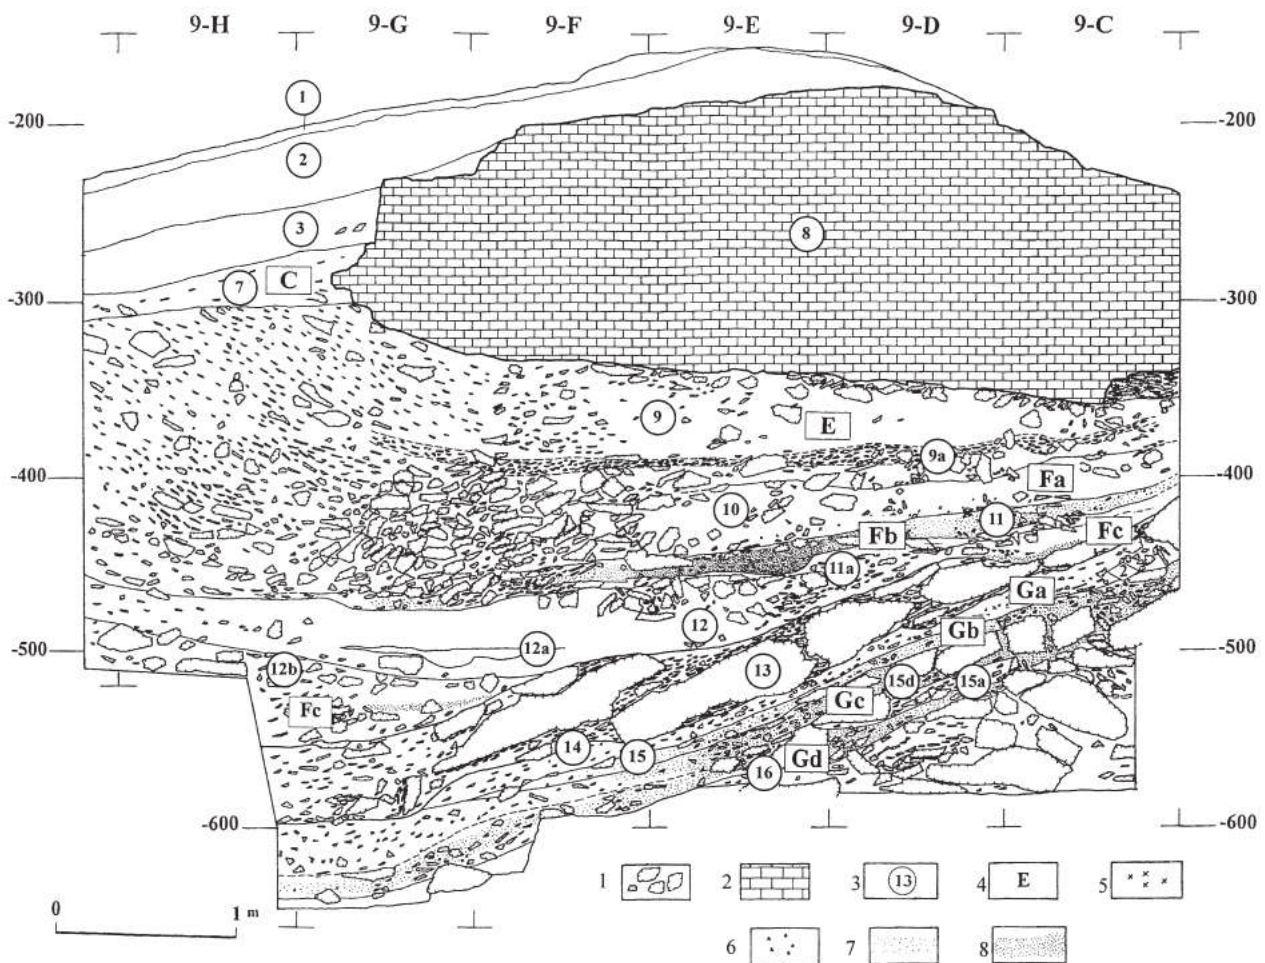 9-H 9-G 9-F 9-E 9-D 9-C
1
-200 -200
2
3
8
7 C
-300 -300
9 E
9a
-400 Fa -400
10 11
Fb Fc
11a
Ga
12 Gb
-500 12a -500
12b 13 15d 15a
Fc Gc
14 15 Gd
16
-600 -600
1 2 3 13 4 E 5
0 1 m
6 7 8